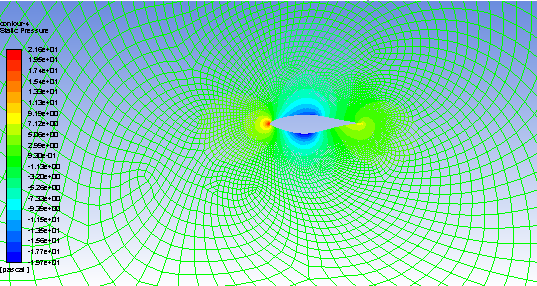 contour-4
Static Pressure
2.16e+01
1.95e+01
1.74e+01
1.54e+01
1.33e+01
1.13e+01
9.19e+00
7.12e+00
5.06e+00
2.99e+00
9.30e-01
-1.13e+00
-3.20e+00
-5.26e+00
-7.33e+00
-9.39e+00
-1.15e+01
-1.35e+01
-1.56e+01
-1.77e+01
-1.97e+01
[pascal]